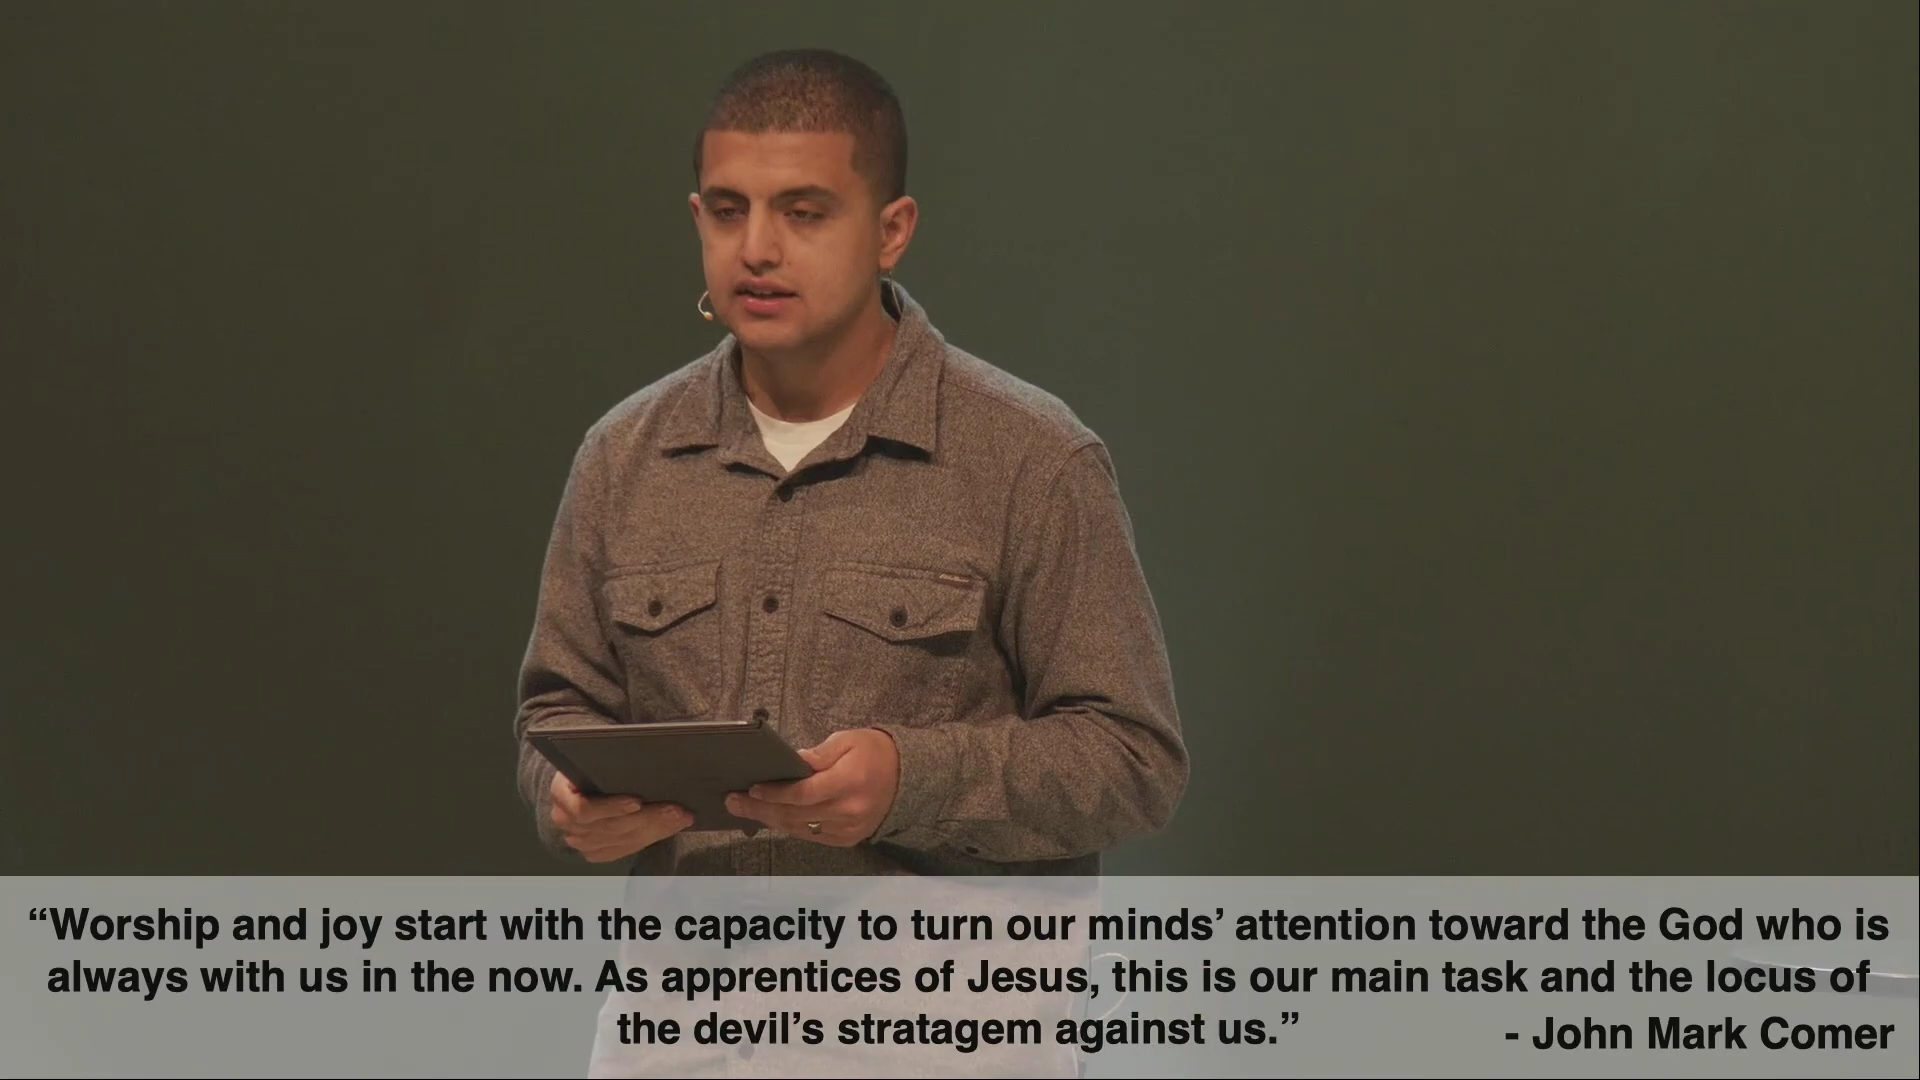 “Worship and joy start with the capacity to turn our minds’ attention toward the God who is
always with us in the now. As apprentices of Jesus, this is our main task and the locus of
the devil’s stratagem against us.”
- John Mark Comer